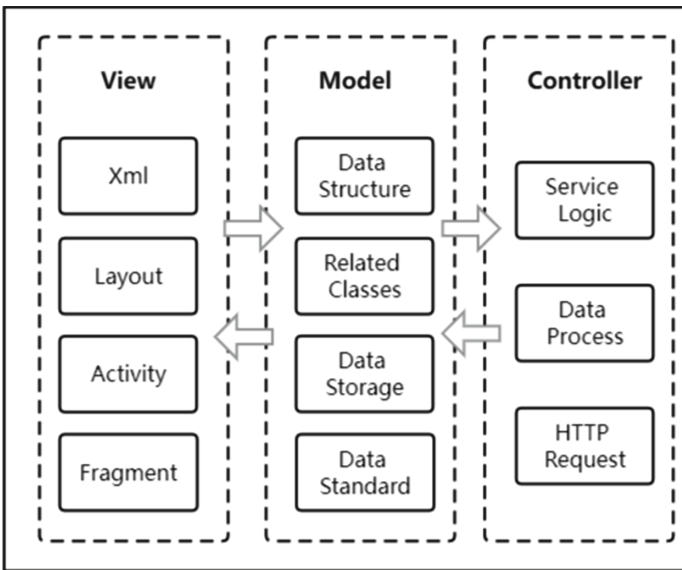 View
Xml
Layout
Activity
Fragment
Model
Data
Structure
Related
Classes
Data
Storage
Data
Standard
Controller
Service
Logic
Data
Process
HTTP
Request